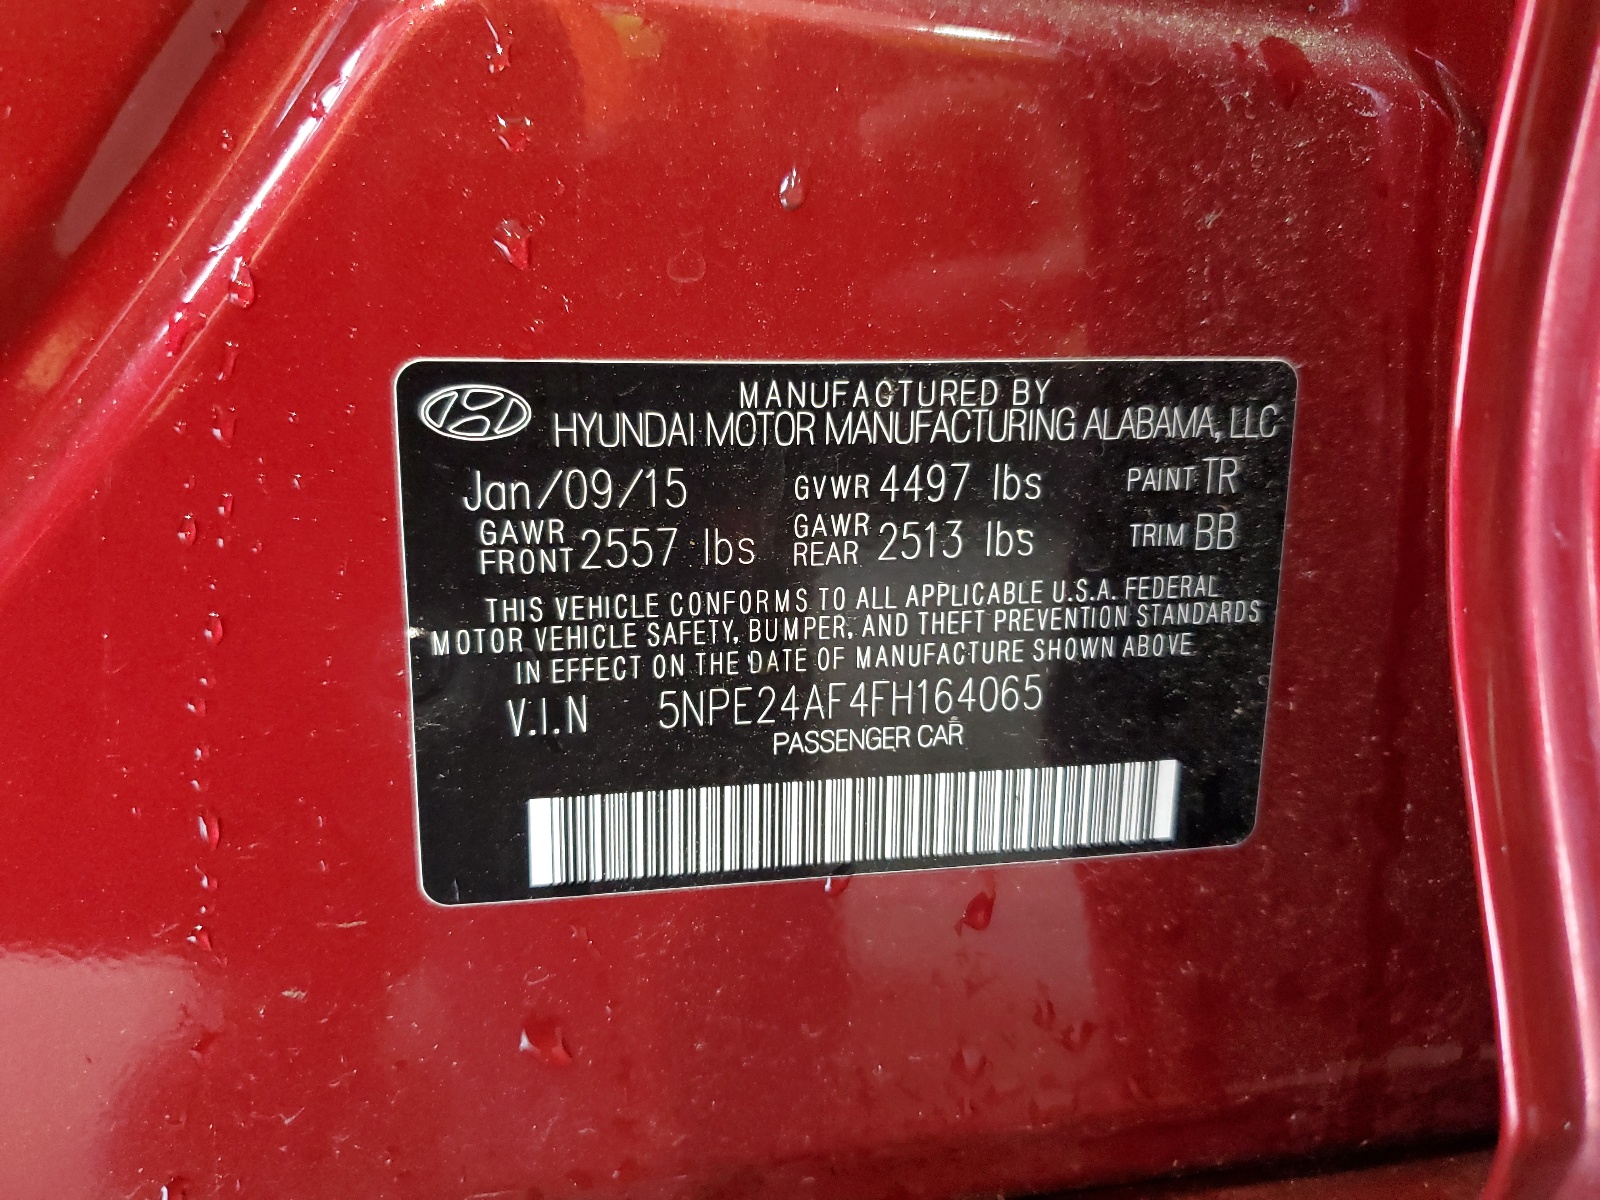 MANUFACTURED BY
HYUNDAI MOTOR MANUFACTURING ALABAMA, LLC
Jan/09/15 GVWR 4497 lbs PAINT TR
GAWR FRONT 2557 lbs GAWR REAR 2513 lbs TRIM BB
THIS VEHICLE CONFORMS TO ALL APPLICABLE U.S.A. FEDERAL
MOTOR VEHICLE SAFETY, BUMPER, AND THEFT PREVENTION STANDARDS
IN EFFECT ON THE DATE OF MANUFACTURE SHOWN ABOVE
V.I.N 5NPE24AF4FH164065
PASSENGER CAR